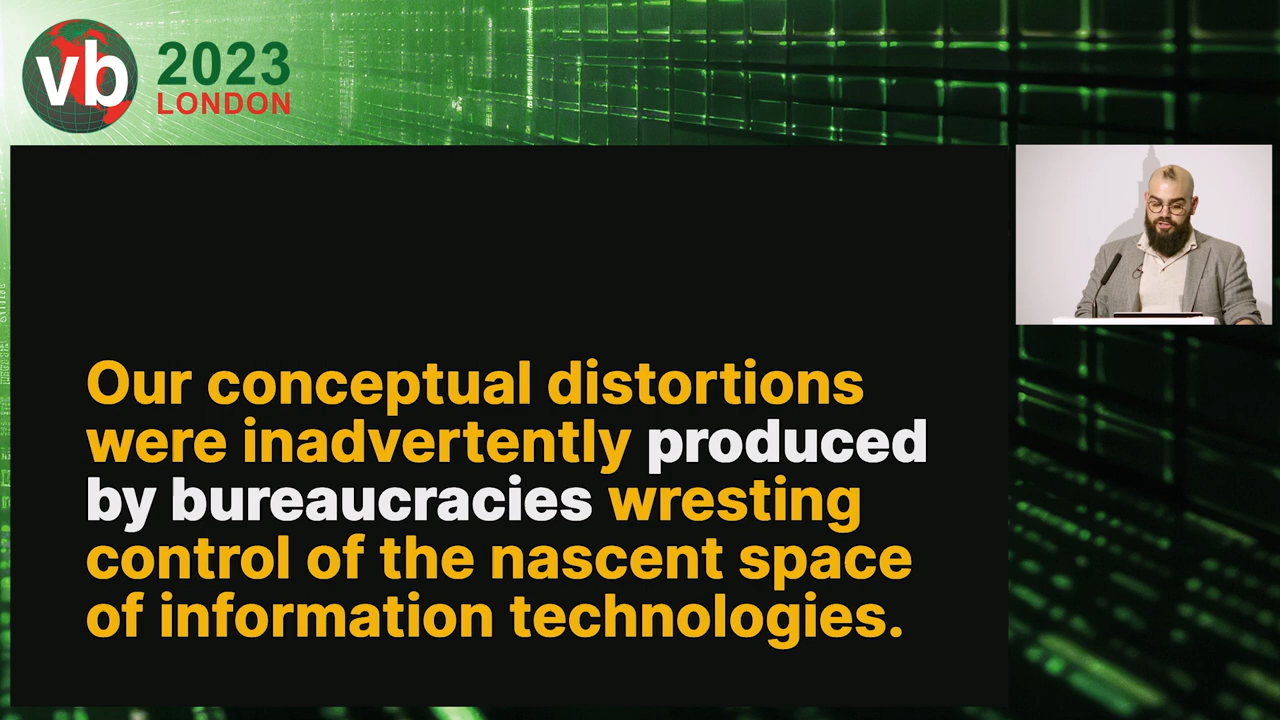 vb
2023
LONDON
Our conceptual distortions
were inadvertently produced
by bureaucracies wresting
control of the nascent space
of information technologies.